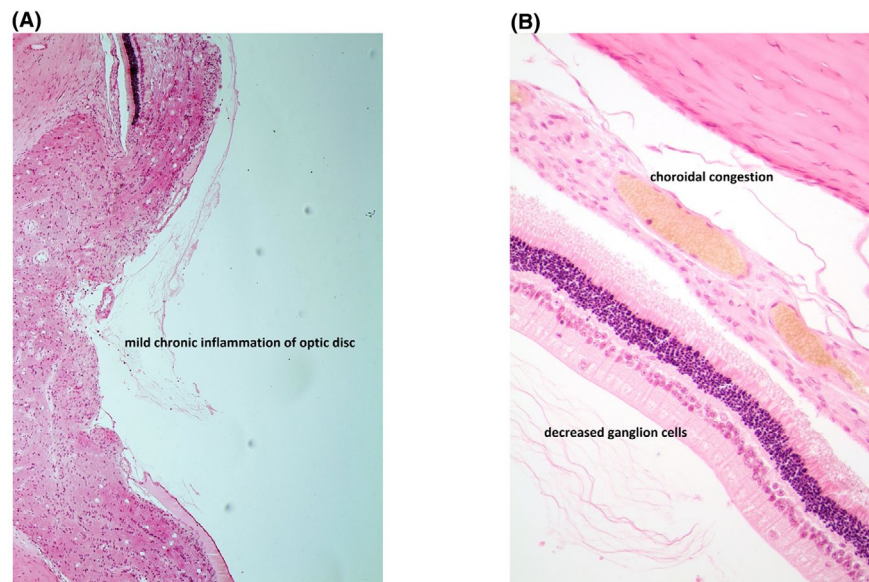 (A)
(B)
choroidal congestion
mild chronic inflammation of optic disc
decreased ganglion cells